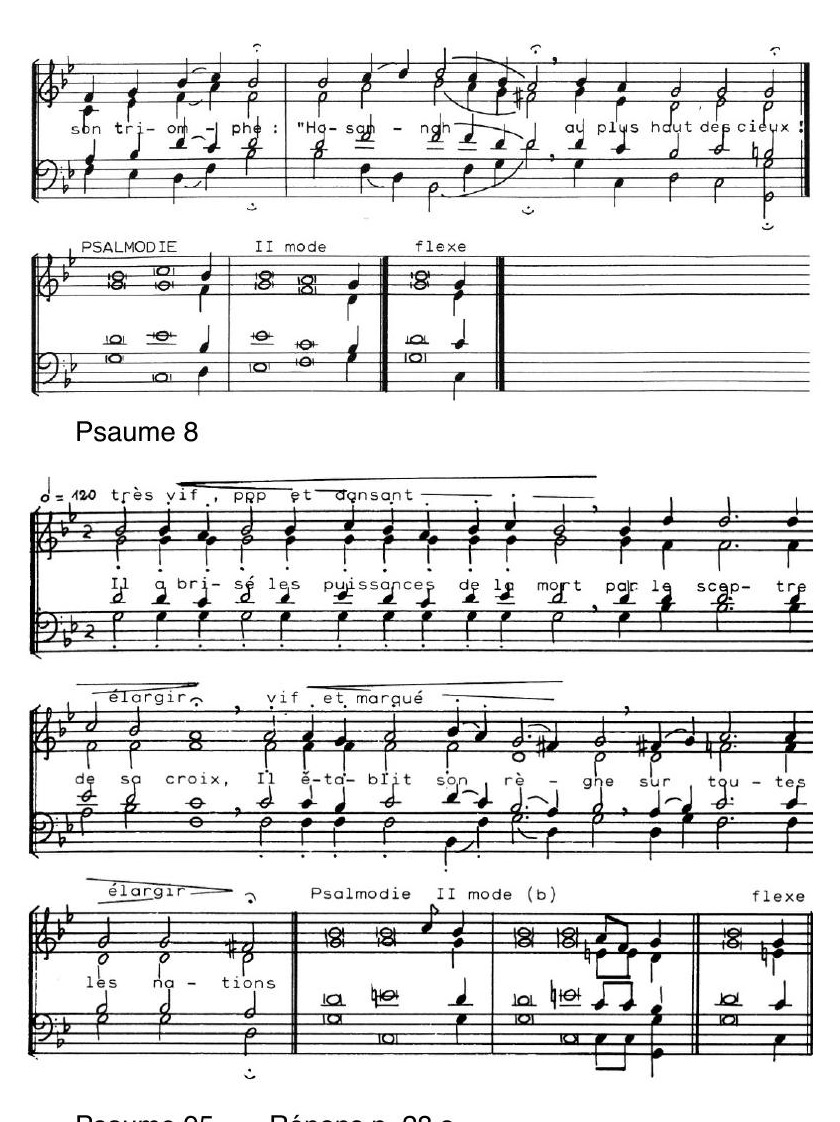 son tri- om - phe : "Ho- san - nah au plus haut des cieux !
PSALMODIE II mode flexe
Psaume 8
= 120 très vif , ppp et dansant
2
Il a bri- sé les puissances de la mort par le scep- tre
2
élargir vif et marqué
de sa croix, Il é-ta-blit son rè - gne sur tou - tes
élargir Psalmodie II mode (b) flexe
les na - tions